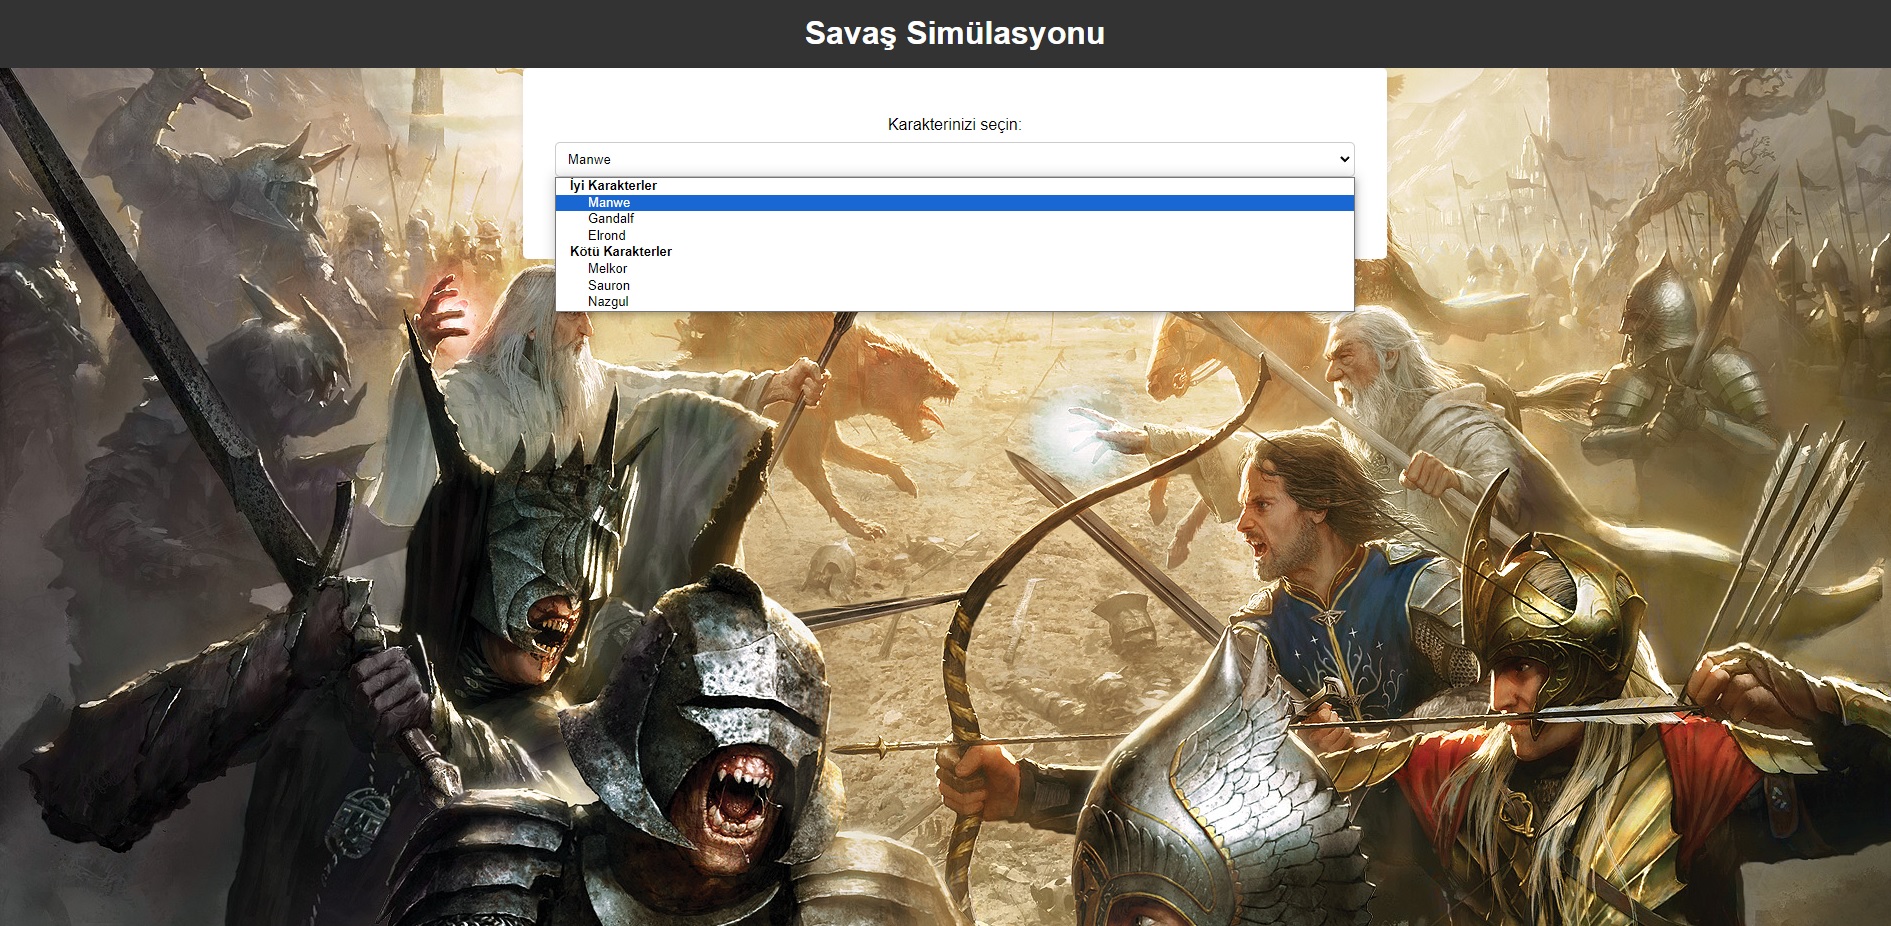 Savaş Simülasyonu
Karakterinizi seçin:
Manwe
İyi Karakterler
Manwe
Gandalf
Elrond
Kötü Karakterler
Melkor
Sauron
Nazgul